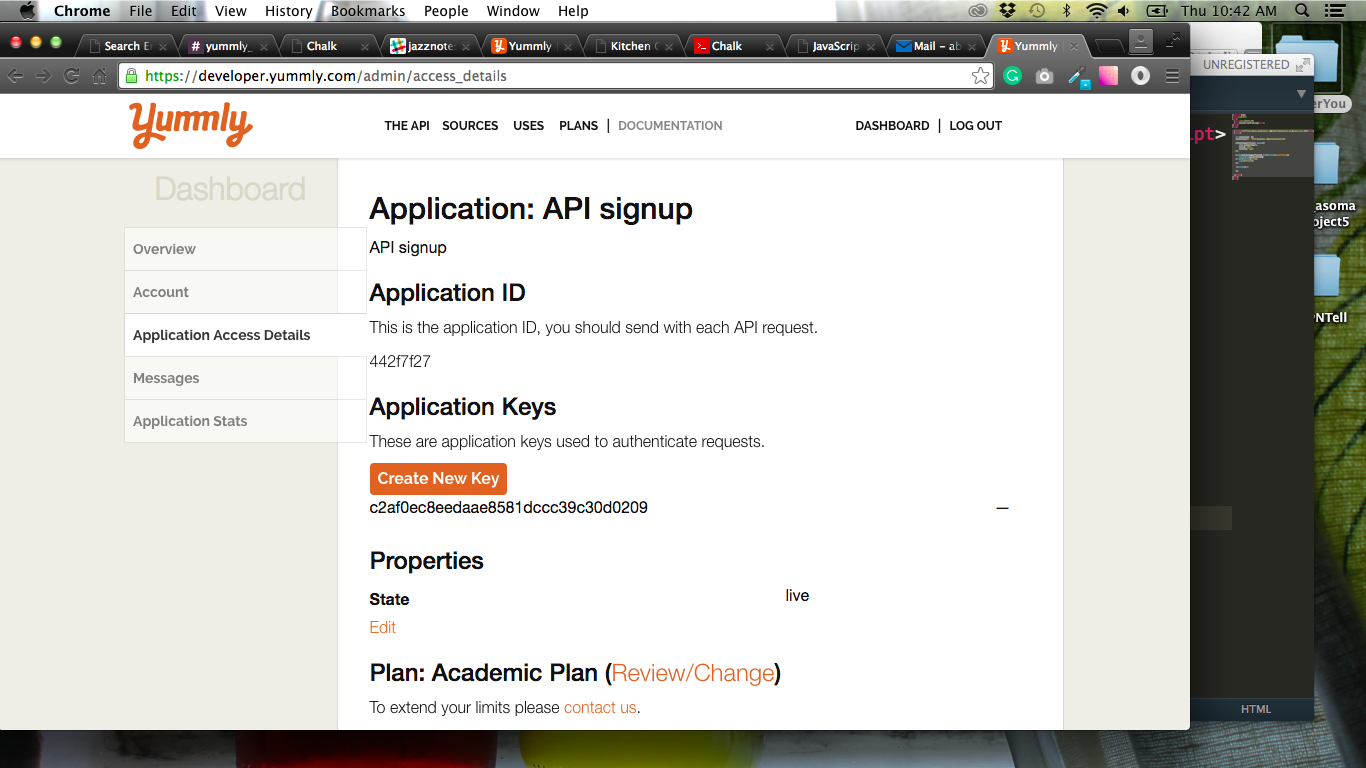 Chrome File Edit View History Bookmarks People Window Help Thu 10:42 AM
Search E yummly_ Chalk jazznote Yummly Kitchen Chalk JavaScrip Mail – ab Yummly
https://developer.yummly.com/admin/access_details
UNREGISTERED
erYou
Yummly
THE API SOURCES USES PLANS | DOCUMENTATION DASHBOARD | LOG OUT
pt>
Dashboard
Application: API signup
asoma
bject5
Overview
API signup
Account
Application ID
NTell
This is the application ID, you should send with each API request.
Application Access Details
442f7f27
Messages
Application Keys
Application Stats
These are application keys used to authenticate requests.
Create New Key
c2af0ec8eedaae8581dccc39c30d0209 —
Properties
State live
Edit
Plan: Academic Plan (Review/Change)
To extend your limits please contact us.
HTML